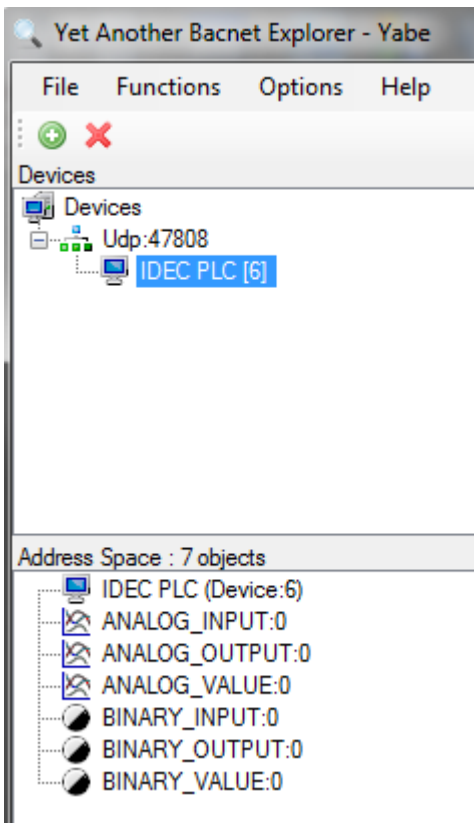 Yet Another Bacnet Explorer - Yabe
File Functions Options Help
Devices
Devices
Udp:47808
IDEC PLC [6]
Address Space : 7 objects
IDEC PLC (Device:6)
ANALOG_INPUT:0
ANALOG_OUTPUT:0
ANALOG_VALUE:0
BINARY_INPUT:0
BINARY_OUTPUT:0
BINARY_VALUE:0